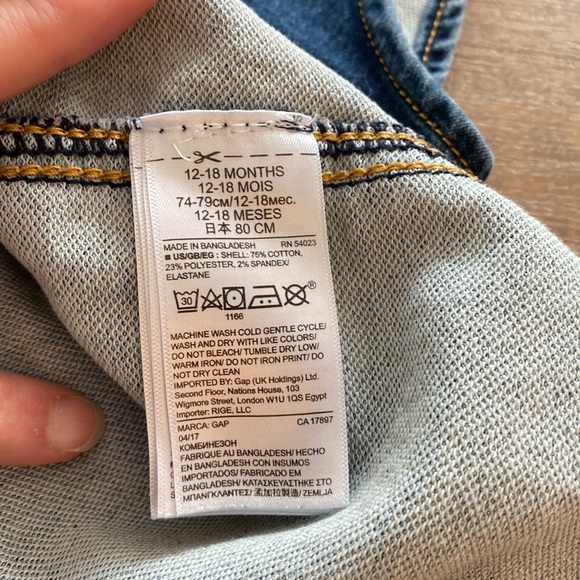 12-18 MONTHS
12-18 MOIS
74-79см/12-18мес.
12-18 MESES
日本 80 CM
MADE IN BANGLADESH RN 54023
■ US/GB/EG : SHELL: 75% COTTON,
23% POLYESTER, 2% SPANDEX/
ELASTANE
30
®
1166
MACHINE WASH COLD GENTLE CYCLE/
WASH AND DRY WITH LIKE COLORS/
DO NOT BLEACH/ TUMBLE DRY LOW/
WARM IRON/ DO NOT IRON PRINT/ DO
NOT DRY CLEAN
IMPORTED BY: Gap (UK Holdings) Ltd.
Second Floor, Nations House, 103
Wigmore Street, London W1U 1QS Egypt
Importer: RIGE, LLC
MARCA: GAP CA 17897
04/17
КОМБИНЕЗОН
FABRIQUE AU BANGLADESH/ HECHO
EN BANGLADESH CON INSUMOS
IMPORTADOS/ FABRICADO EM
BANGLADESH/ ΚΑΤΑΣΚΕΥΑΣΤΗΚΕ ΣΤΟ
ΜΠΑΝΓΚΛΑΝΤΕΣ/ 孟加拉製造/ ZEMLJA